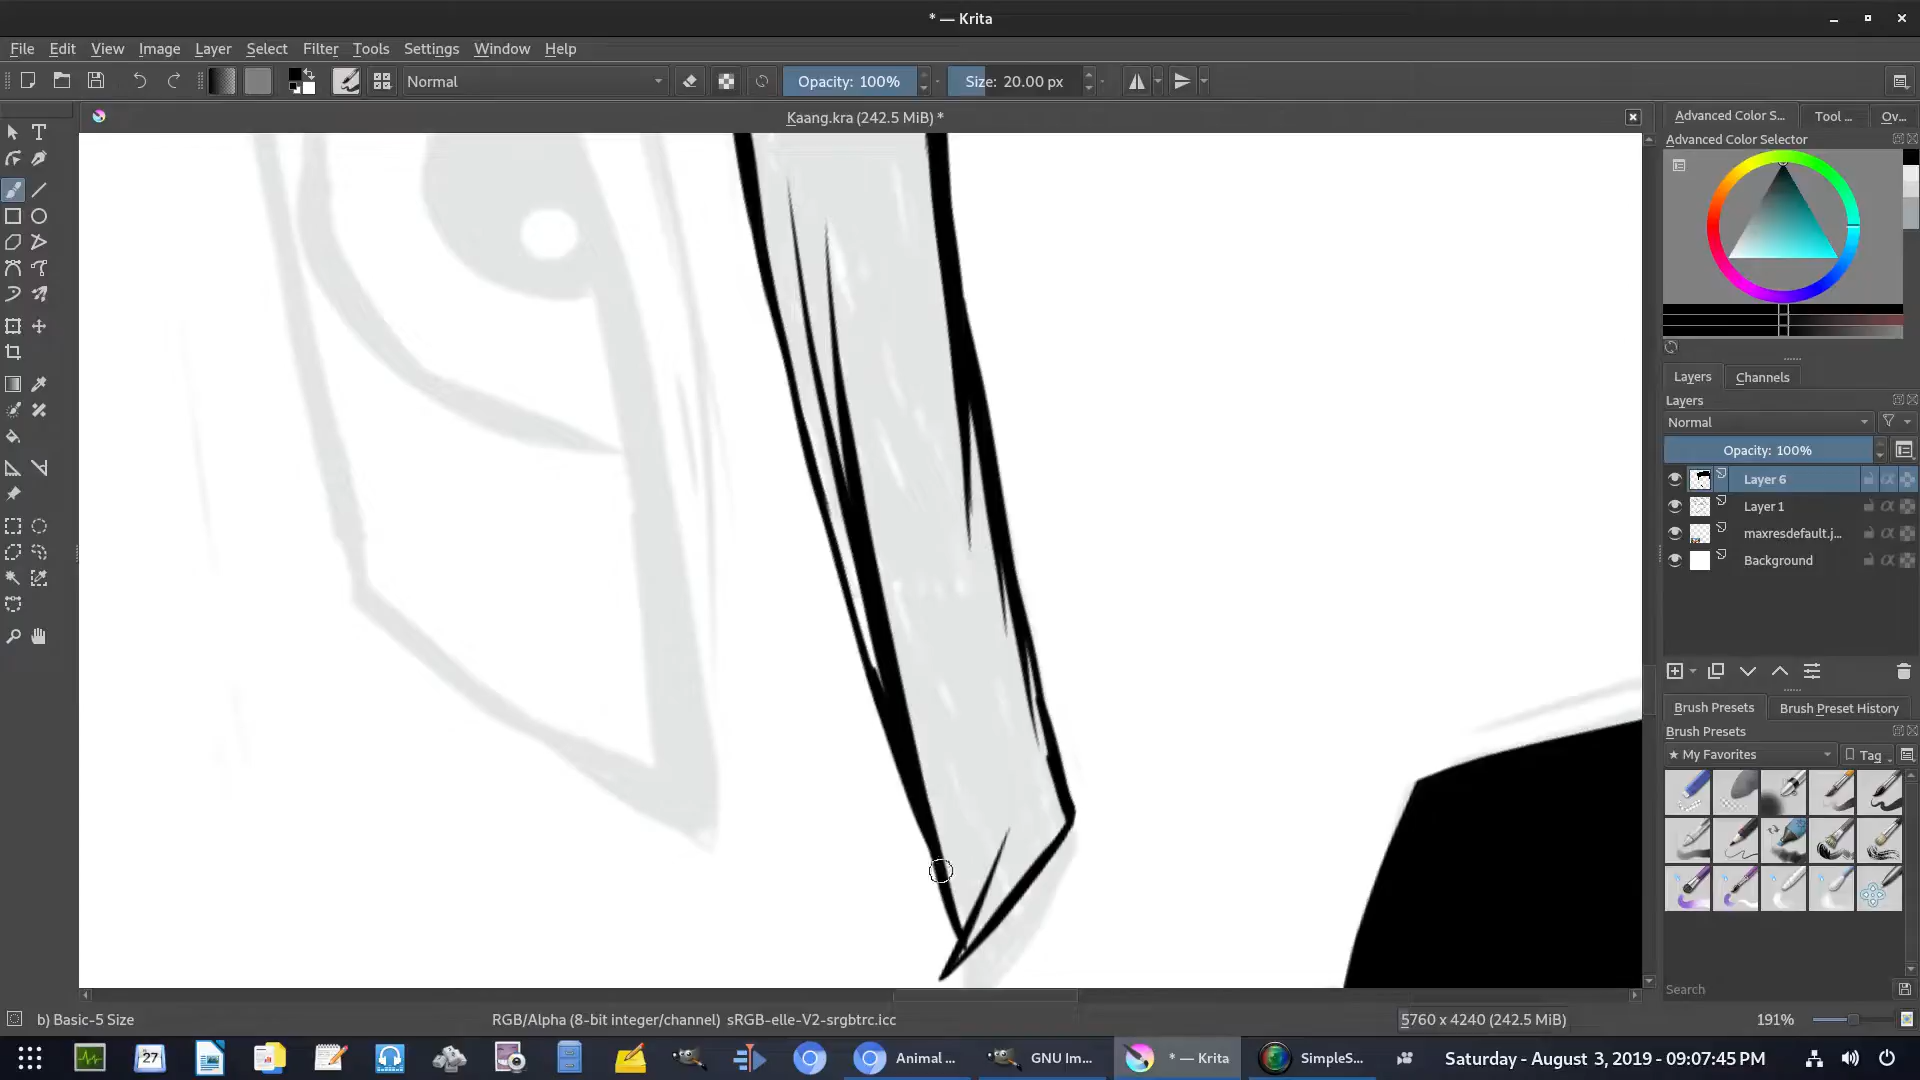 * — Krita
File Edit View Image Layer Select Filter Tools Settings Window Help
Normal Opacity: 100% Size: 20.00 px
Kaang.kra (242.5 MiB) *
Advanced Color S... Tool ... Ov...
Advanced Color Selector
Layers Channels
Layers
Normal
Opacity: 100%
Layer 6
Layer 1
maxresdefault.j...
Background
Brush Presets Brush Preset History
Brush Presets
★ My Favorites Tag
Search
b) Basic-5 Size RGB/Alpha (8-bit integer/channel) sRGB-elle-V2-srgbtrc.icc 5760 x 4240 (242.5 MiB) 191%
27 Animal ... GNU Im... * — Krita SimpleS... Saturday - August 3, 2019 - 09:07:45 PM